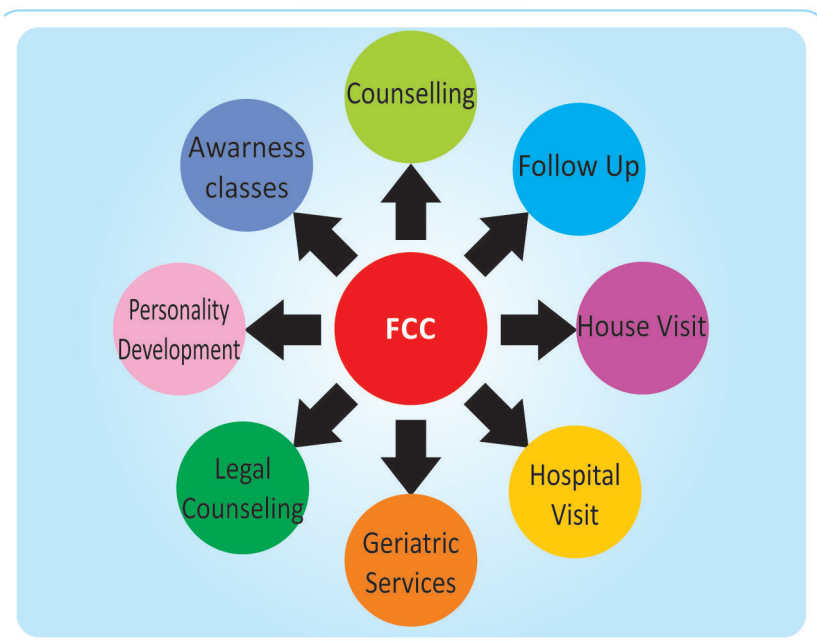 Counselling
Follow Up
House Visit
Hospital
Visit
Geriatric
Services
Legal
Counseling
Personality
Development
Awarness
classes
FCC